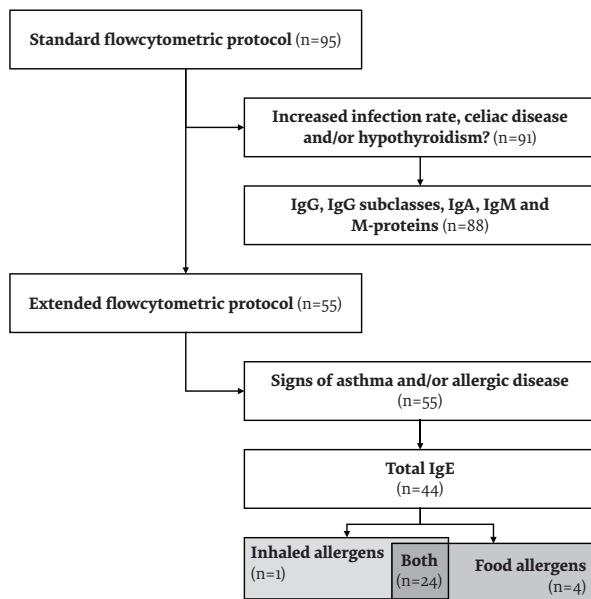 Standard flowcytometric protocol (n=95)
Increased infection rate, celiac disease
and/or hypothyroidism? (n=91)
IgG, IgG subclasses, IgA, IgM and
M-proteins (n=88)
Extended flowcytometric protocol (n=55)
Signs of asthma and/or allergic disease
(n=55)
Total IgE
(n=44)
Inhaled allergens
(n=1)
Both
(n=24)
Food allergens
(n=4)